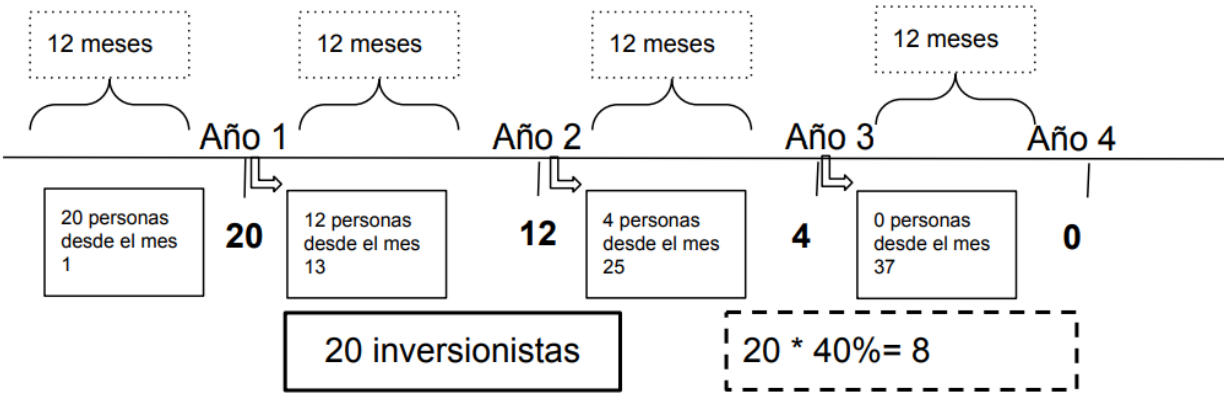 12 meses
12 meses
12 meses
12 meses
Año 1
Año 2
Año 3
Año 4
20 personas
desde el mes
1
20
12 personas
desde el mes
13
12
4 personas
desde el mes
25
4
0 personas
desde el mes
37
0
20 inversionistas
20 * 40%= 8